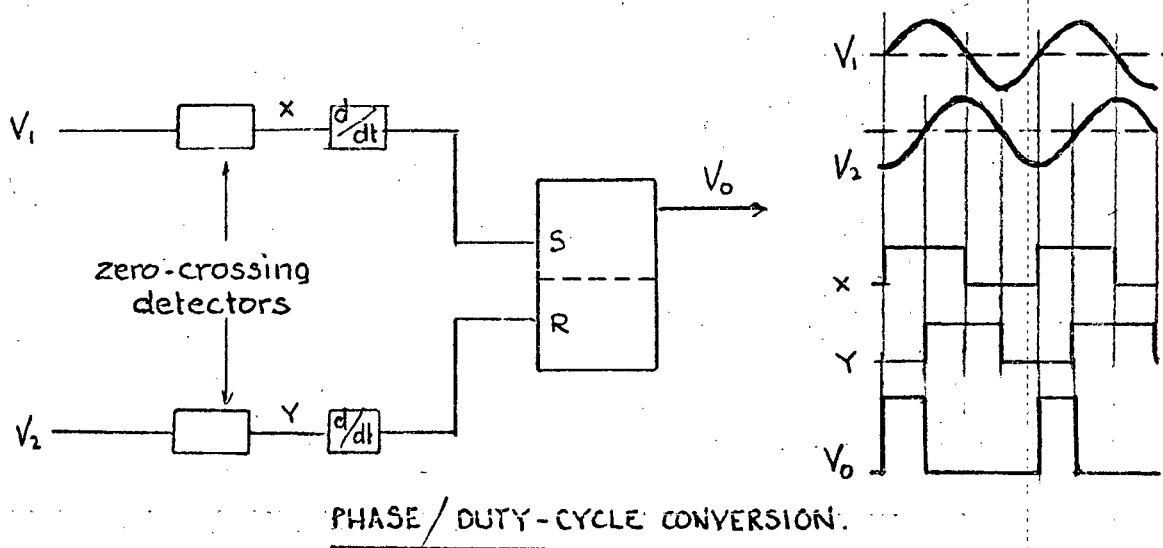 V₁
X
d/dt
V₀
S
zero-crossing
detectors
R
V₂
Y
d/dt
V₁
V₂
X
Y
V₀
PHASE / DUTY-CYCLE CONVERSION.